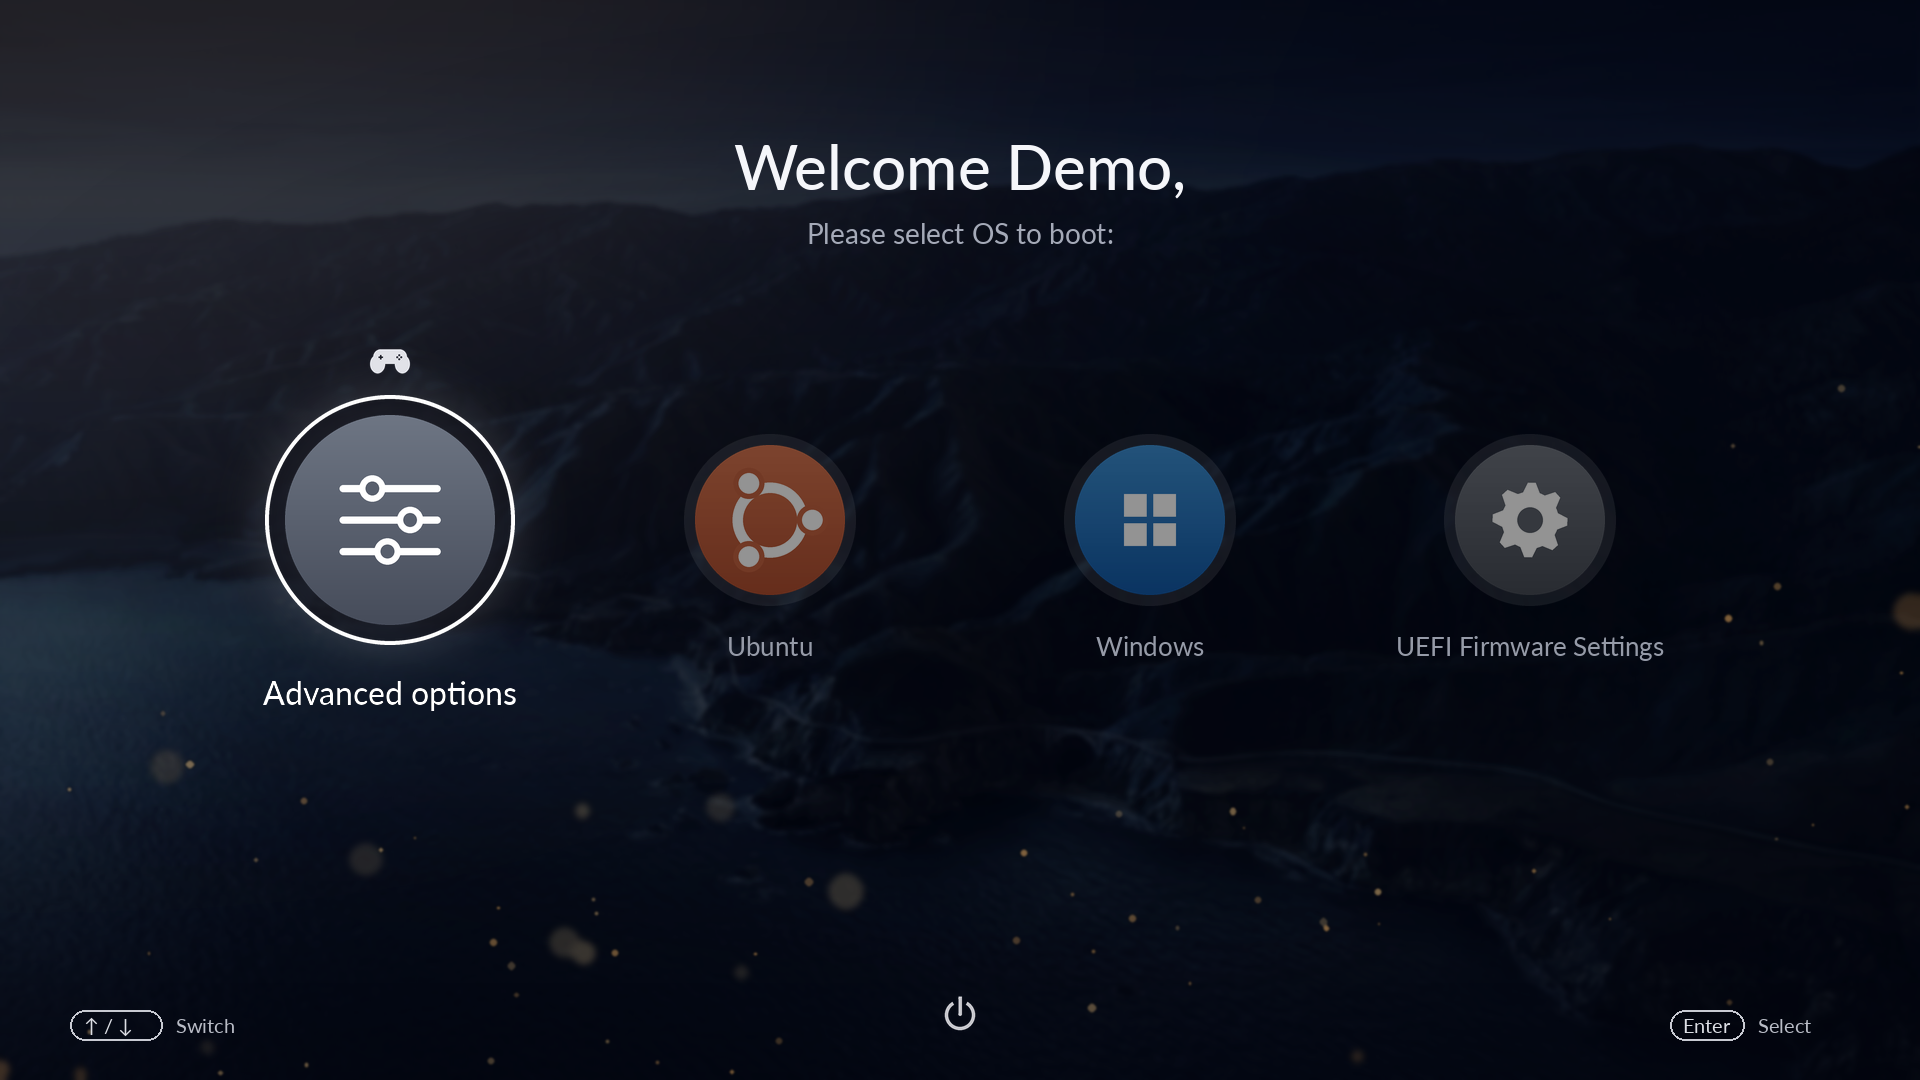 Welcome Demo,
Please select OS to boot:
Advanced options
Ubuntu
Windows
UEFI Firmware Settings
↑ / ↓ Switch
Enter Select